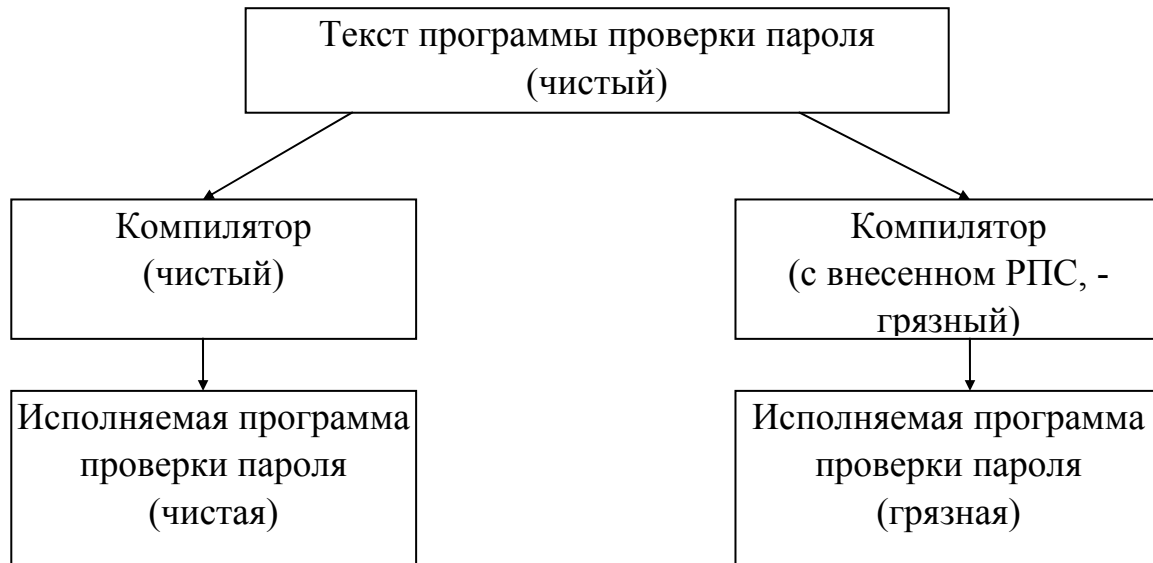 Текст программы проверки пароля
(чистый)
Компилятор
(чистый)
Компилятор
(с внесенном РПС, -
грязный)
Исполняемая программа
проверки пароля
(чистая)
Исполняемая программа
проверки пароля
(грязная)